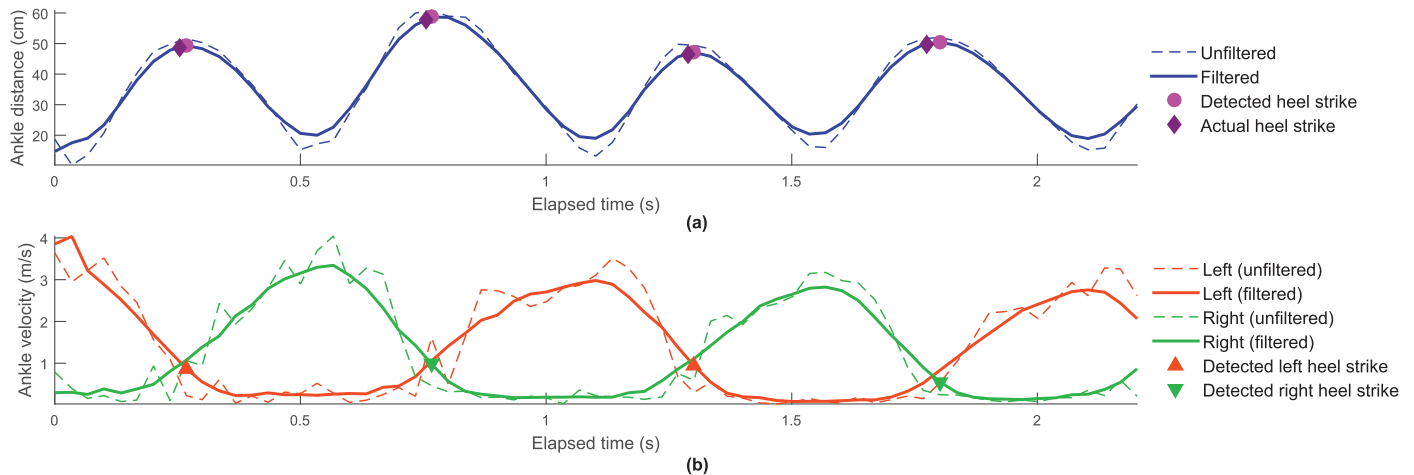 Ankle distance (cm)
60
50
40
30
20
0
0.5
1
1.5
2
Elapsed time (s)
Unfiltered
Filtered
Detected heel strike
Actual heel strike
(a)
Ankle velocity (m/s)
4
3
2
1
0
0.5
1
1.5
2
Elapsed time (s)
Left (unfiltered)
Left (filtered)
Right (unfiltered)
Right (filtered)
Detected left heel strike
Detected right heel strike
(b)